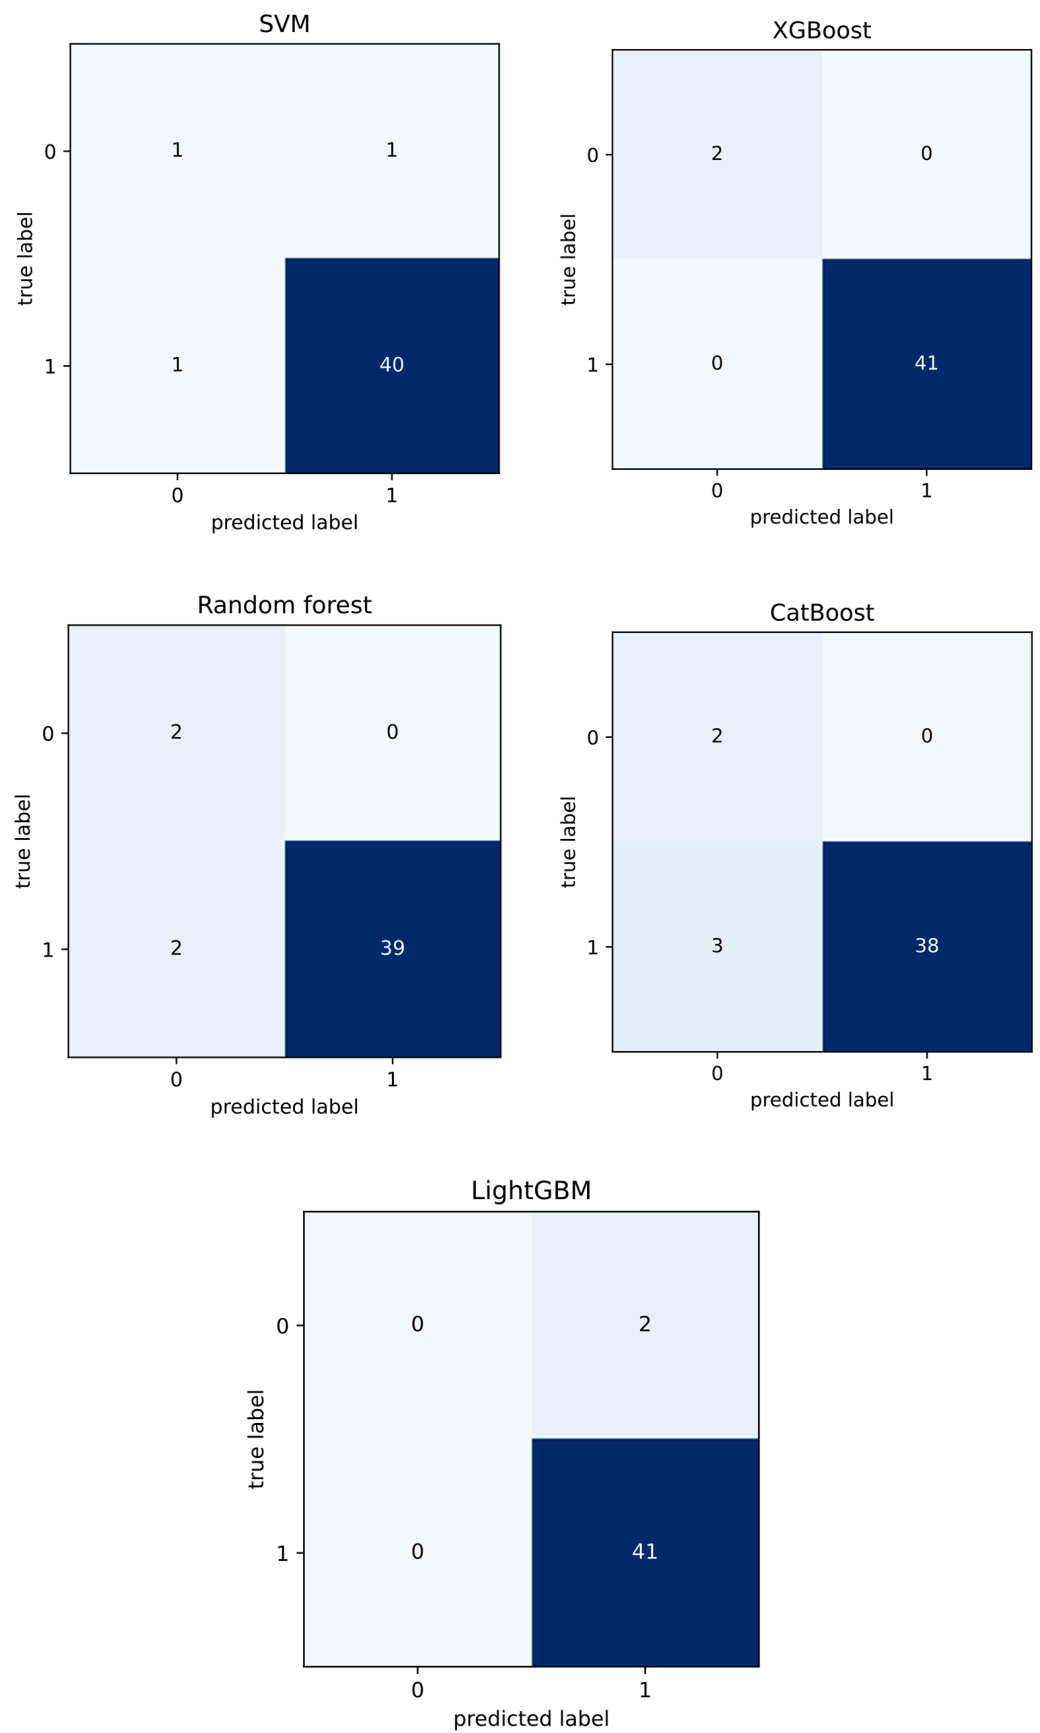 SVM
0 1 1
true label
1 1 40
0 1
predicted label
XGBoost
0 2 0
true label
1 0 41
0 1
predicted label
Random forest
0 2 0
true label
1 2 39
0 1
predicted label
CatBoost
0 2 0
true label
1 3 38
0 1
predicted label
LightGBM
0 0 2
true label
1 0 41
0 1
predicted label